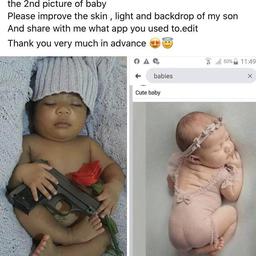 the 2nd picture of baby
Please improve the skin , light and backdrop of my son
And share with me what app you used to.edit
Thank you very much in advance 😍😇
50% 11:49
babies
Cute baby